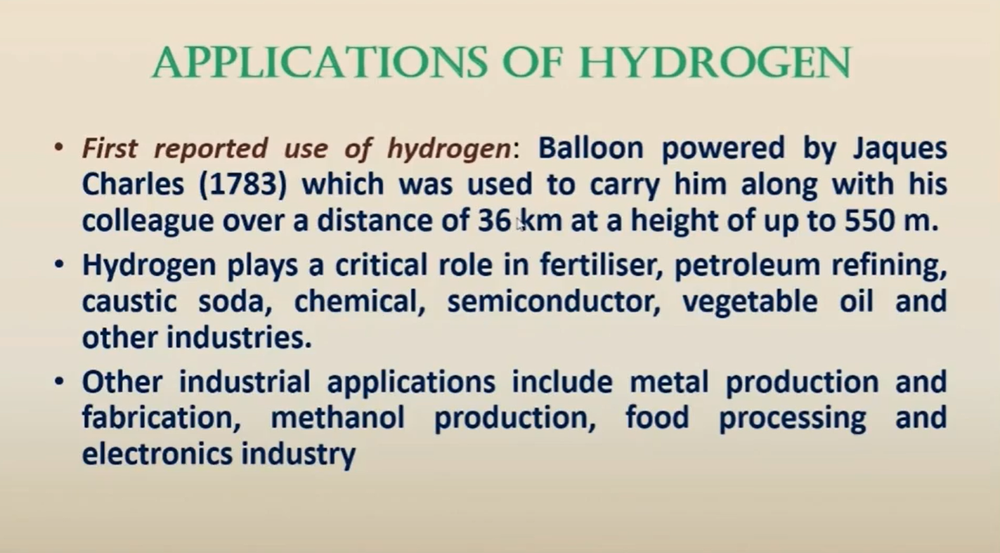 APPLICATIONS OF HYDROGEN
• First reported use of hydrogen: Balloon powered by Jaques
Charles (1783) which was used to carry him along with his
colleague over a distance of 36 km at a height of up to 550 m.
• Hydrogen plays a critical role in fertiliser, petroleum refining,
caustic soda, chemical, semiconductor, vegetable oil and
other industries.
• Other industrial applications include metal production and
fabrication, methanol production, food processing and
electronics industry